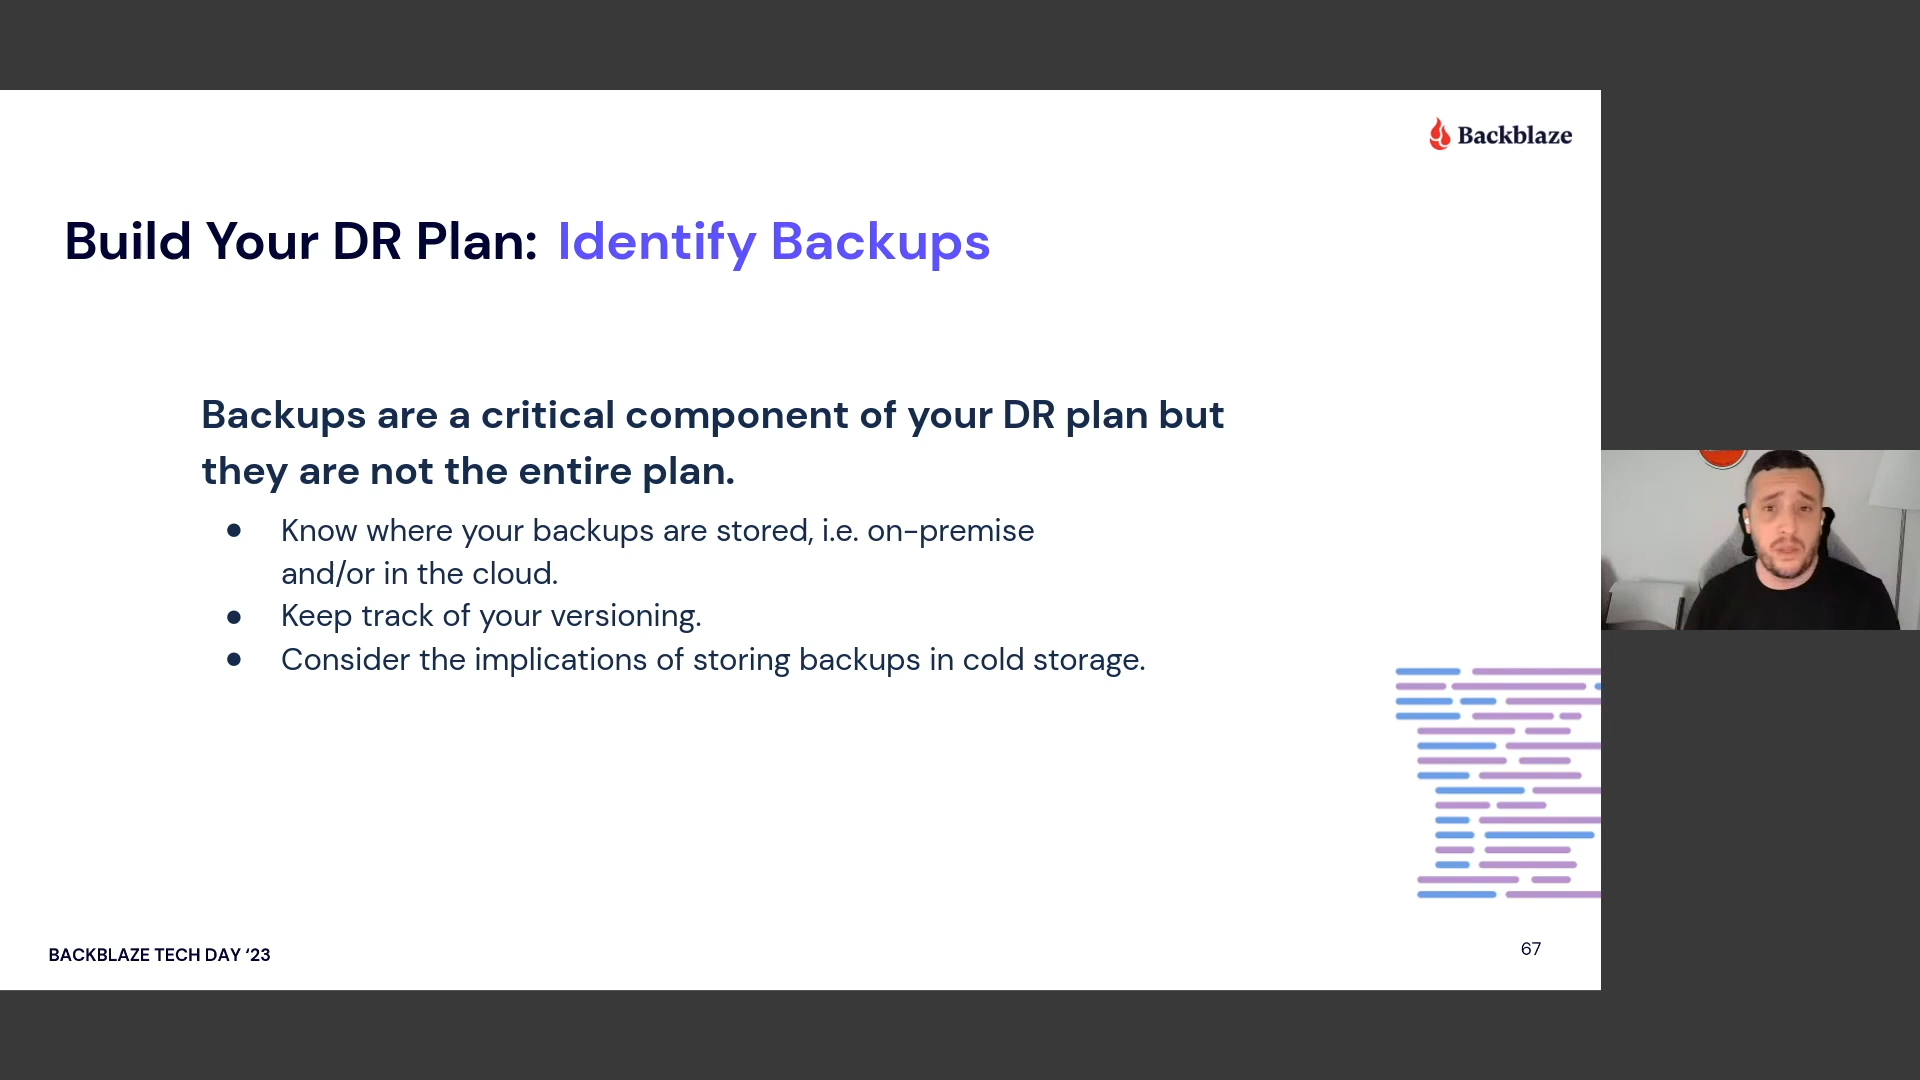 Backblaze
Build Your DR Plan: Identify Backups
Backups are a critical component of your DR plan but
they are not the entire plan.
● Know where your backups are stored, i.e. on-premise
and/or in the cloud.
● Keep track of your versioning.
● Consider the implications of storing backups in cold storage.
BACKBLAZE TECH DAY ‘23
67